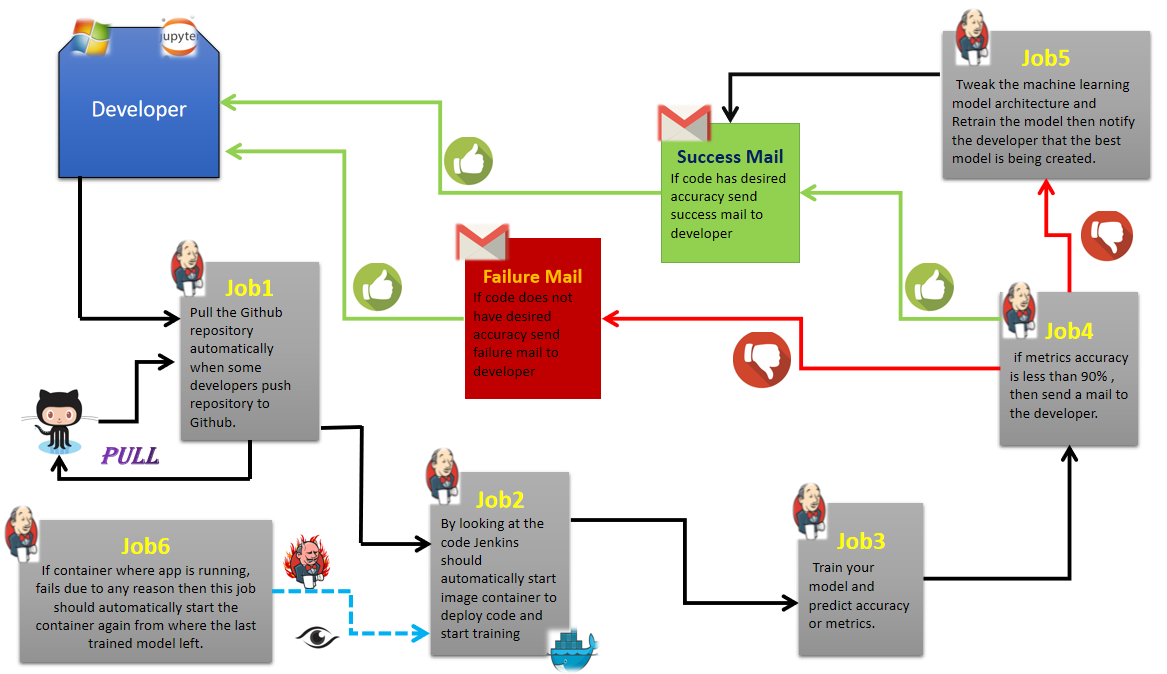 jupyte
Developer
Job5
Tweak the machine learning
model architecture and
Retrain the model then notify
the developer that the best
model is being created.
Success Mail
If code has desired
accuracy send
success mail to
developer
Failure Mail
If code does not
have desired
accuracy send
failure mail to
developer
Job1
Pull the Github
repository
automatically
when some
developers push
repository to
Github.
PULL
Job4
if metrics accuracy
is less than 90% ,
then send a mail to
the developer.
Job2
By looking at the
code Jenkins
should
automatically start
image container to
deploy code and
start training
Job3
Train your
model and
predict accuracy
or metrics.
Job6
If container where app is running,
fails due to any reason then this job
should automatically start the
container again from where the last
trained model left.